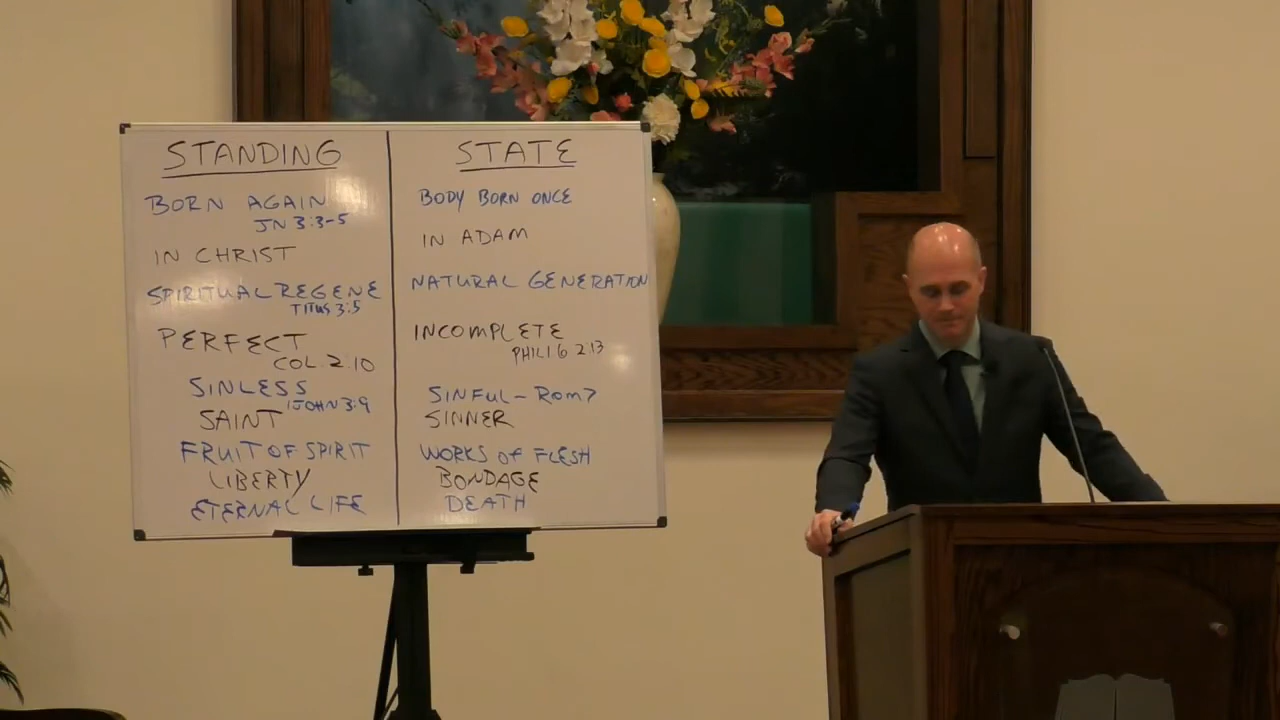 STANDING
BORN AGAIN
JN 3:3-5
IN CHRIST
SPIRITUAL REGENE
TITUS 3:5
PERFECT
COL 2:10
SINLESS
1JOHN 3:9
SAINT
FRUIT OF SPIRIT
LIBERTY
ETERNAL LIFE
STATE
BODY BORN ONCE
IN ADAM
NATURAL GENERATION
INCOMPLETE
PHIL 1 6 2:13
SINFUL - ROM 7
SINNER
WORKS OF FLESH
BONDAGE
DEATH